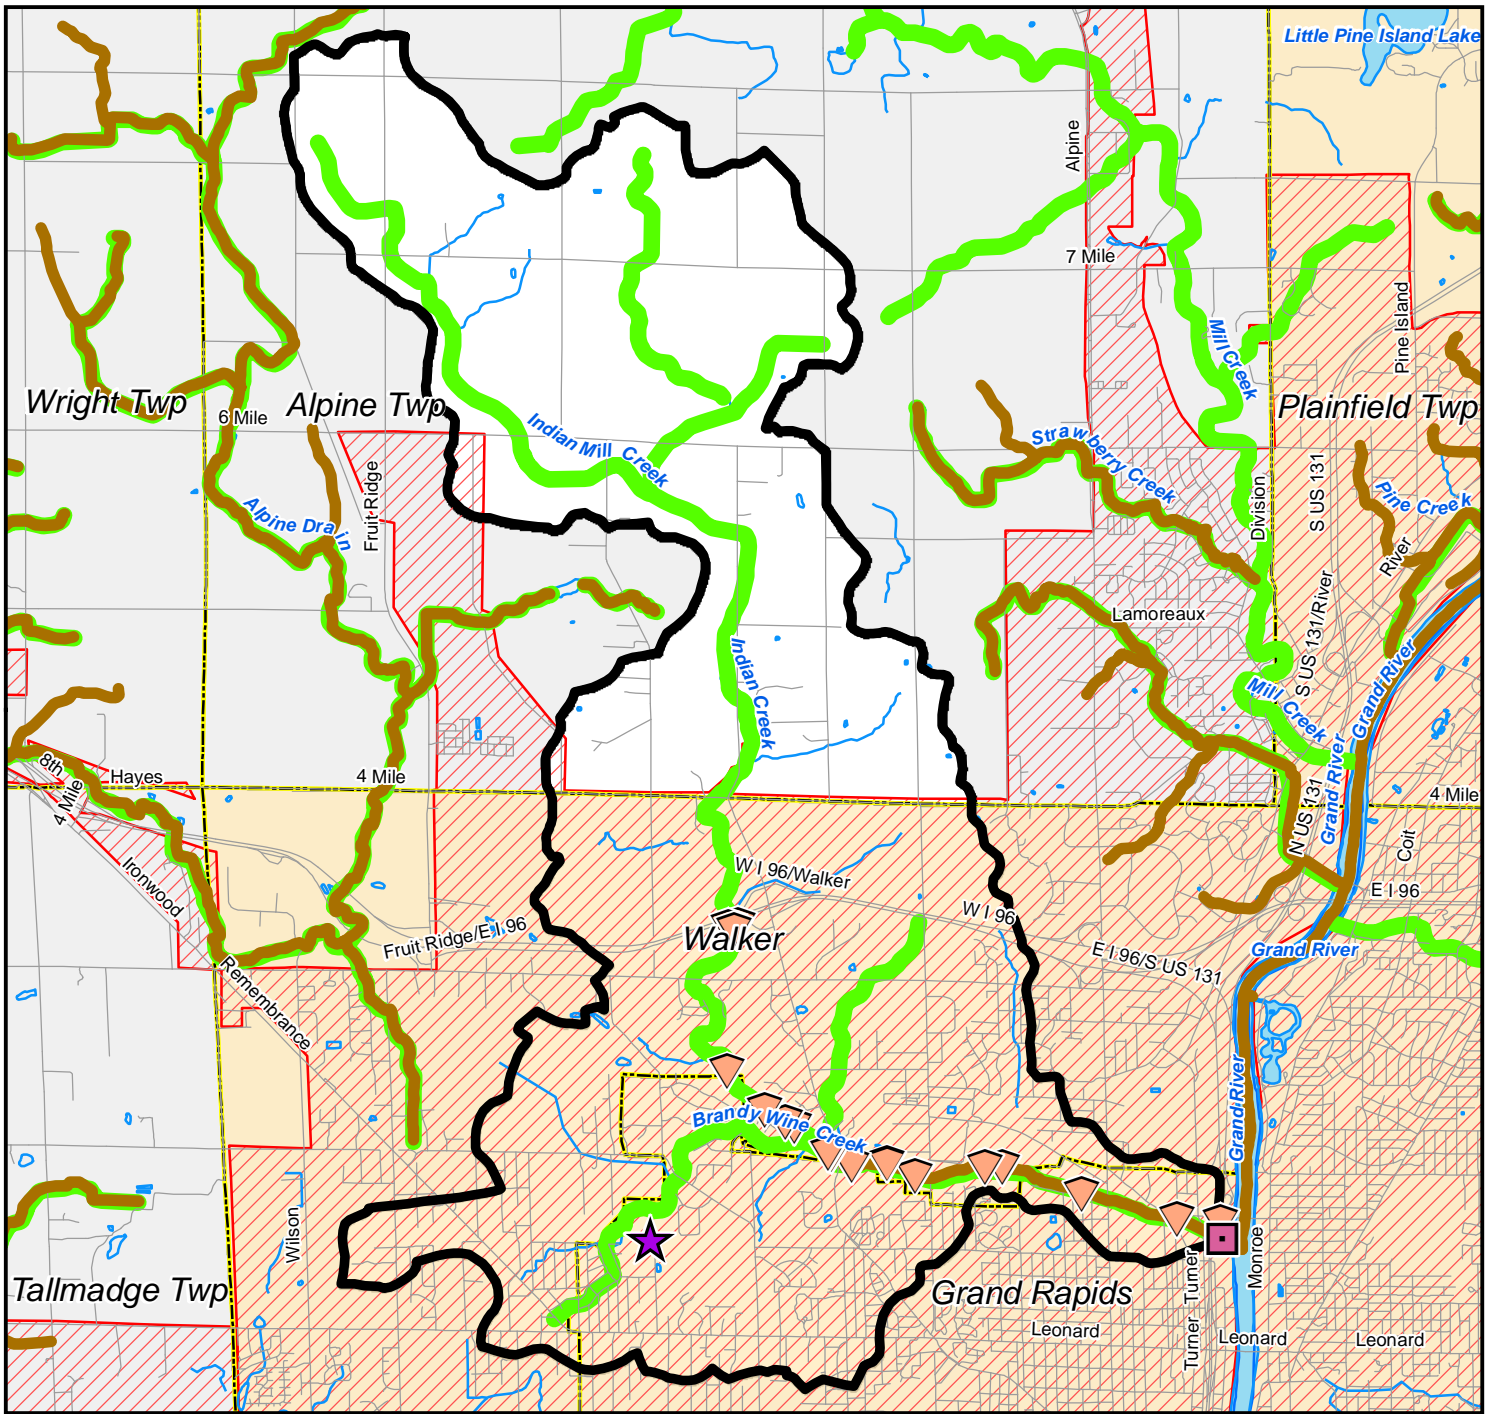 Little Pine Island Lake
Alpine
7 Mile
Pine Island
Mill Creek
Wright Twp
6 Mile
Alpine Twp
Plainfield Twp
Indian Mill Creek
Strawberry Creek
Fruit Ridge
Alpine Drain
Division
S US 131
Pine Creek
River
Lamoreaux
S US 131/River
Indian Creek
Mill Creek
Grand River
Grand River
8th
Hayes
4 Mile
4 Mile
4 Mile
N US 131
Coit
Ironwood
W I 96/Walker
E I 96
W I 96
Fruit Ridge/E I 96
Walker
E I 96/S US 131
Grand River
Remembrance
Grand River
Brandy Wine Creek
Wilson
Monroe
Tallmadge Twp
Grand Rapids
Turner
Turner
Leonard
Leonard
Leonard